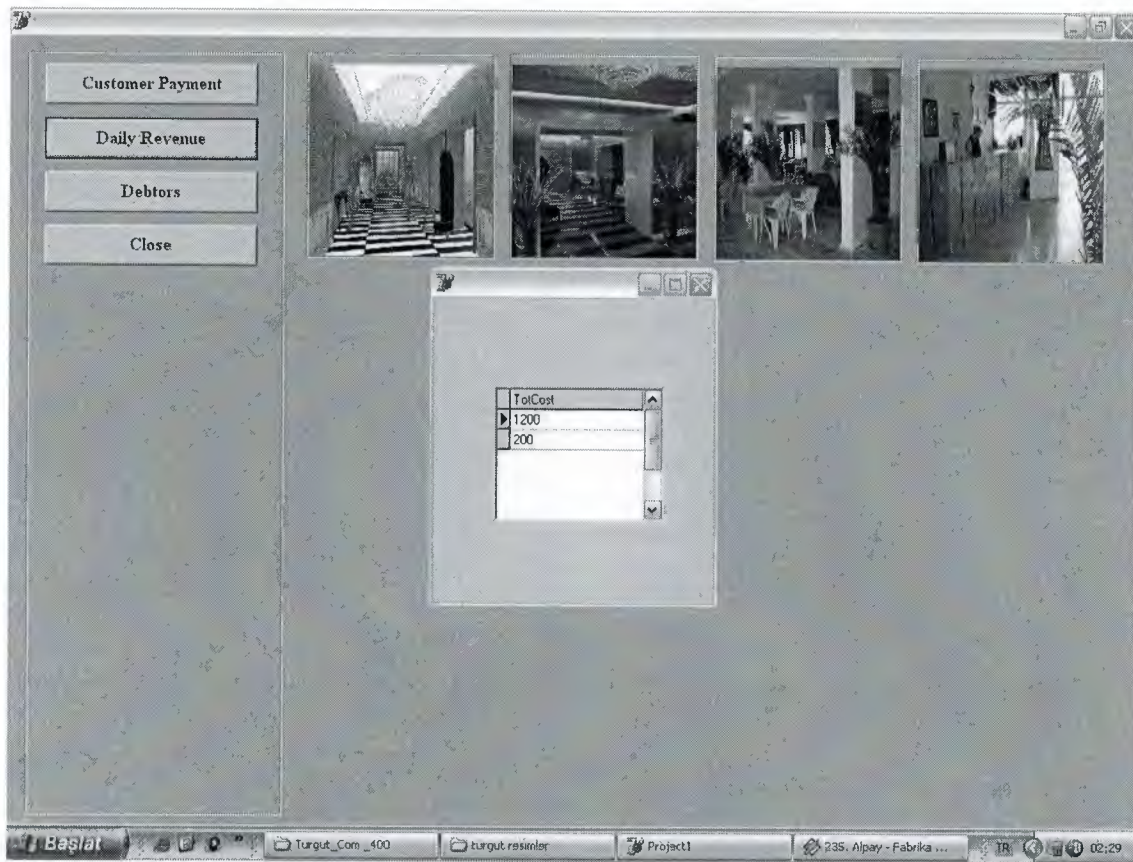 Customer Payment
Daily Revenue
Debtors
Close
TotCost
1200
200
Başlat
Turgut_Com _400
turgut resimler
Project1
235. Alpay - Fabrika ...
TR
02:29